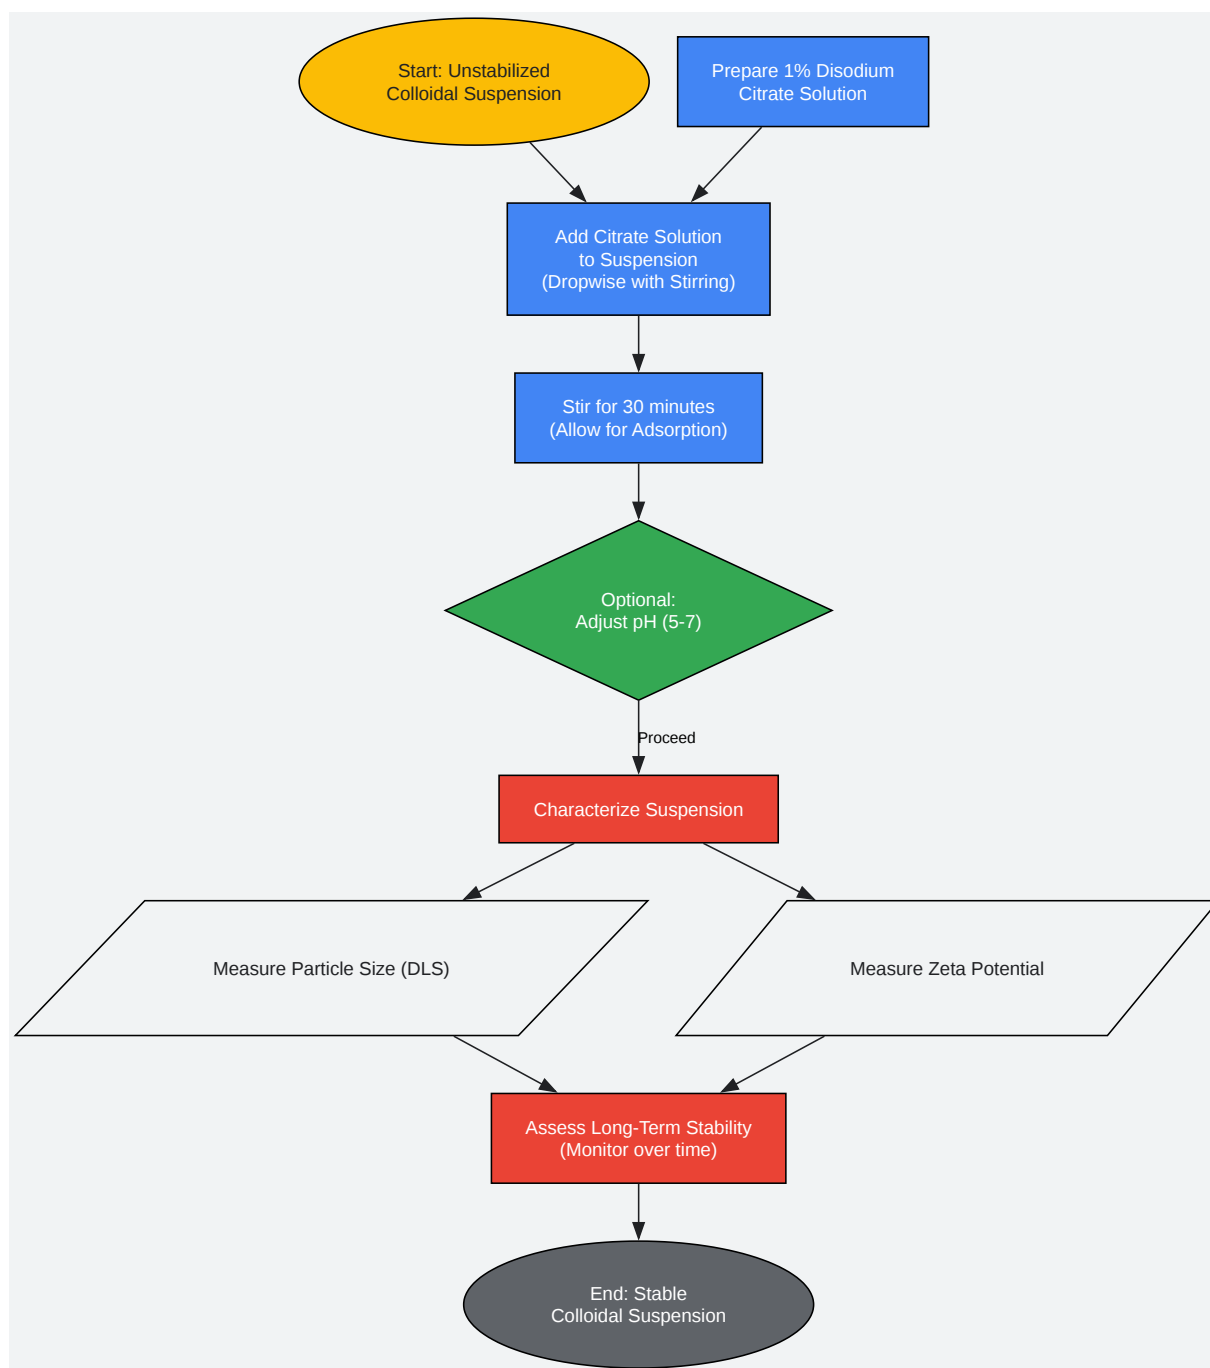 Start: Unstabilized
Colloidal Suspension
Prepare 1% Disodium
Citrate Solution
Add Citrate Solution
to Suspension
(Dropwise with Stirring)
Stir for 30 minutes
(Allow for Adsorption)
Optional:
Adjust pH (5-7)
Proceed
Characterize Suspension
Measure Particle Size (DLS)
Measure Zeta Potential
Assess Long-Term Stability
(Monitor over time)
End: Stable
Colloidal Suspension